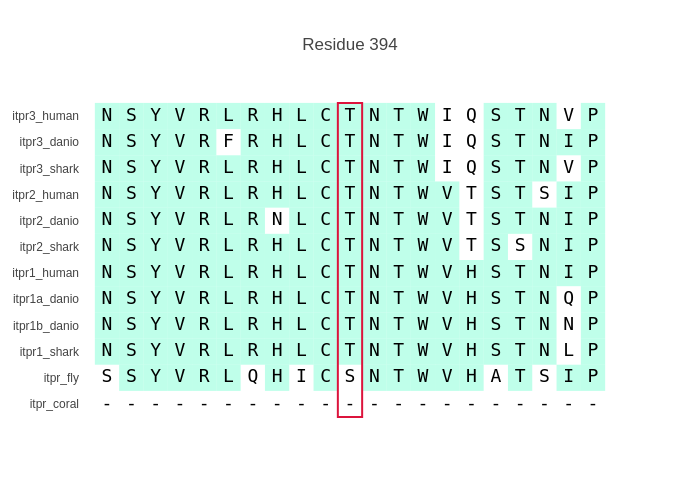 Residue 394
itpr3_human N S Y V R L R H L C T N T W I Q S T N V P
itpr3_danio N S Y V R F R H L C T N T W I Q S T N I P
itpr3_shark N S Y V R L R H L C T N T W I Q S T N V P
itpr2_human N S Y V R L R H L C T N T W V T S T S I P
itpr2_danio N S Y V R L R N L C T N T W V T S T N I P
itpr2_shark N S Y V R L R H L C T N T W V T S S N I P
itpr1_human N S Y V R L R H L C T N T W V H S T N I P
itpr1a_danio N S Y V R L R H L C T N T W V H S T N Q P
itpr1b_danio N S Y V R L R H L C T N T W V H S T N N P
itpr1_shark N S Y V R L R H L C T N T W V H S T N L P
itpr_fly S S Y V R L Q H I C S N T W V H A T S I P
itpr_coral - - - - - - - - - - - - - - - - - - - - -